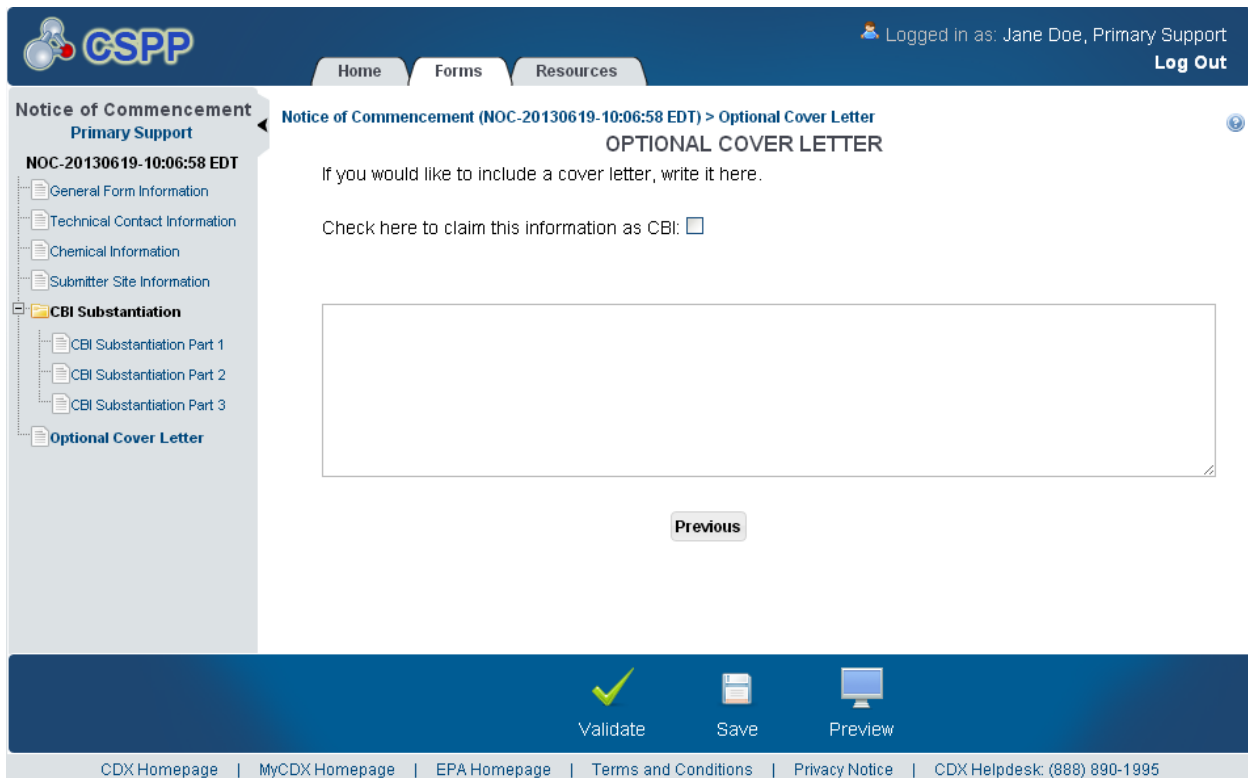 CSPP
Logged in as: Jane Doe, Primary Support
Log Out
Home Forms Resources
Notice of Commencement
Primary Support
NOC-20130619-10:06:58 EDT
General Form Information
Technical Contact Information
Chemical Information
Submitter Site Information
CBI Substantiation
CBI Substantiation Part 1
CBI Substantiation Part 2
CBI Substantiation Part 3
Optional Cover Letter
Notice of Commencement (NOC-20130619-10:06:58 EDT) > Optional Cover Letter
OPTIONAL COVER LETTER
If you would like to include a cover letter, write it here.
Check here to claim this information as CBI:
Previous
Validate Save Preview
CDX Homepage | MyCDX Homepage | EPA Homepage | Terms and Conditions | Privacy Notice | CDX Helpdesk: (888) 890-1995